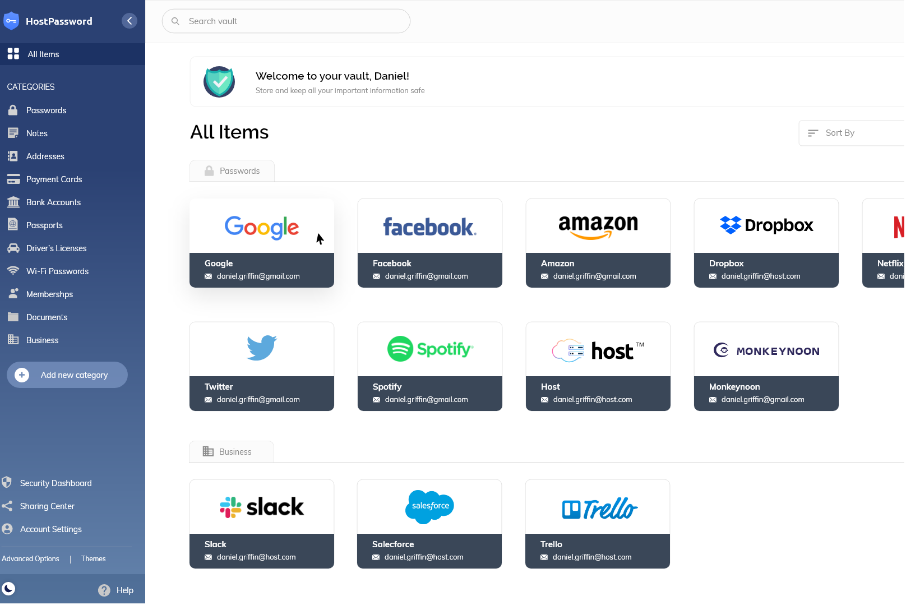 HostPassword
All Items
CATEGORIES
Passwords
Notes
Addresses
Payment Cards
Bank Accounts
Passports
Driver's Licenses
Wi-Fi Passwords
Membershps
Documents
Business
Add new category
Security Dashboard
Sharing Center
Account Settings
Advanced Options | Themes
Help
Search vault
Welcome to your vault, Daniel!
Store and keep all your important information safe
All Items
Sort By
Passwords
Google
Google
daniel.griffin@gmail.com
facebook.
Facebook
daniel.griffin@gmail.com
amazon
Amazon
daniel.griffin@gmail.com
Dropbox
Dropbox
daniel.griffin@host.com
N
Netflix
dan
Twitter
daniel.griffin@gmail.com
Spotify
Spotify
daniel.griffin@gmail.com
host™
Host
daniel.griffin@host.com
MONKEYNOON
Monkeynoon
daniel.griffin@gmail.com
Business
slack
Slack
daniel.griffin@host.com
salesforce
Salecforce
daniel.griffin@host.com
Trello
Trello
daniel.griffin@host.com